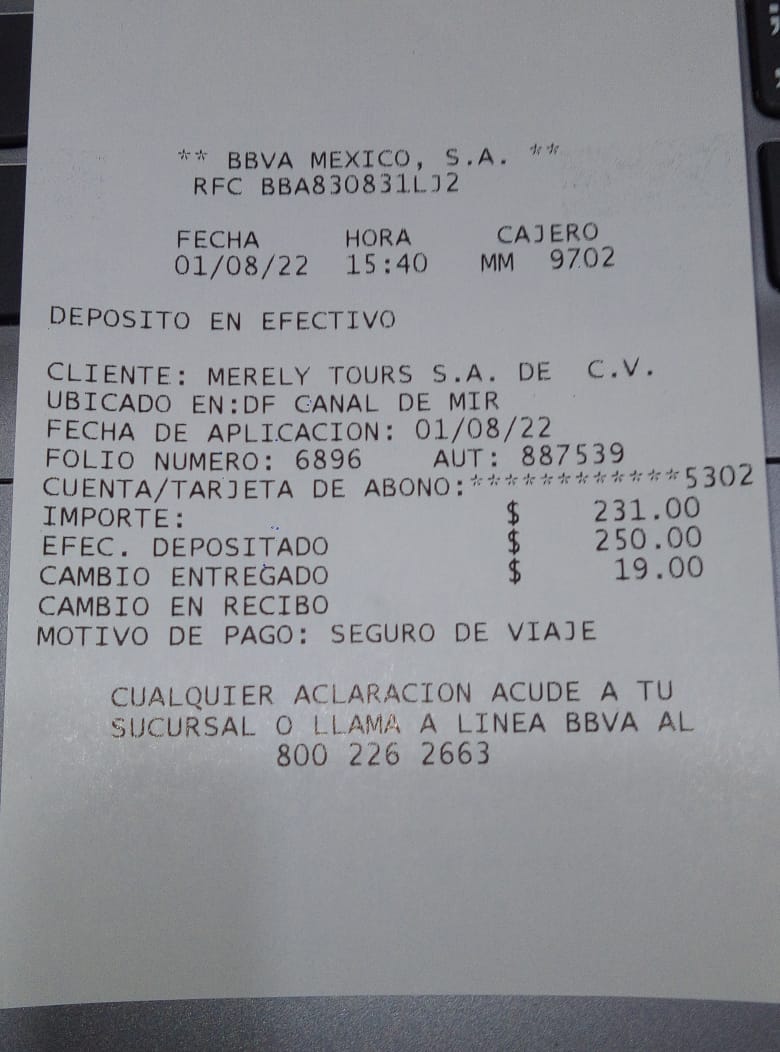 ** BBVA MEXICO, S.A. **
RFC BBA830831LJ2
FECHA HORA CAJERO
01/08/22 15:40 MM 9702
DEPOSITO EN EFECTIVO
CLIENTE: MERELY TOURS S.A. DE C.V.
UBICADO EN:DF CANAL DE MIR
FECHA DE APLICACION: 01/08/22
FOLIO NUMERO: 6896 AUT: 887539
CUENTA/TARJETA DE ABONO:************5302
IMPORTE: $ 231.00
EFEC. DEPOSITADO $ 250.00
CAMBIO ENTREGADO $ 19.00
CAMBIO EN RECIBO
MOTIVO DE PAGO: SEGURO DE VIAJE
CUALQUIER ACLARACION ACUDE A TU
SUCURSAL O LLAMA A LINEA BBVA AL
800 226 2663